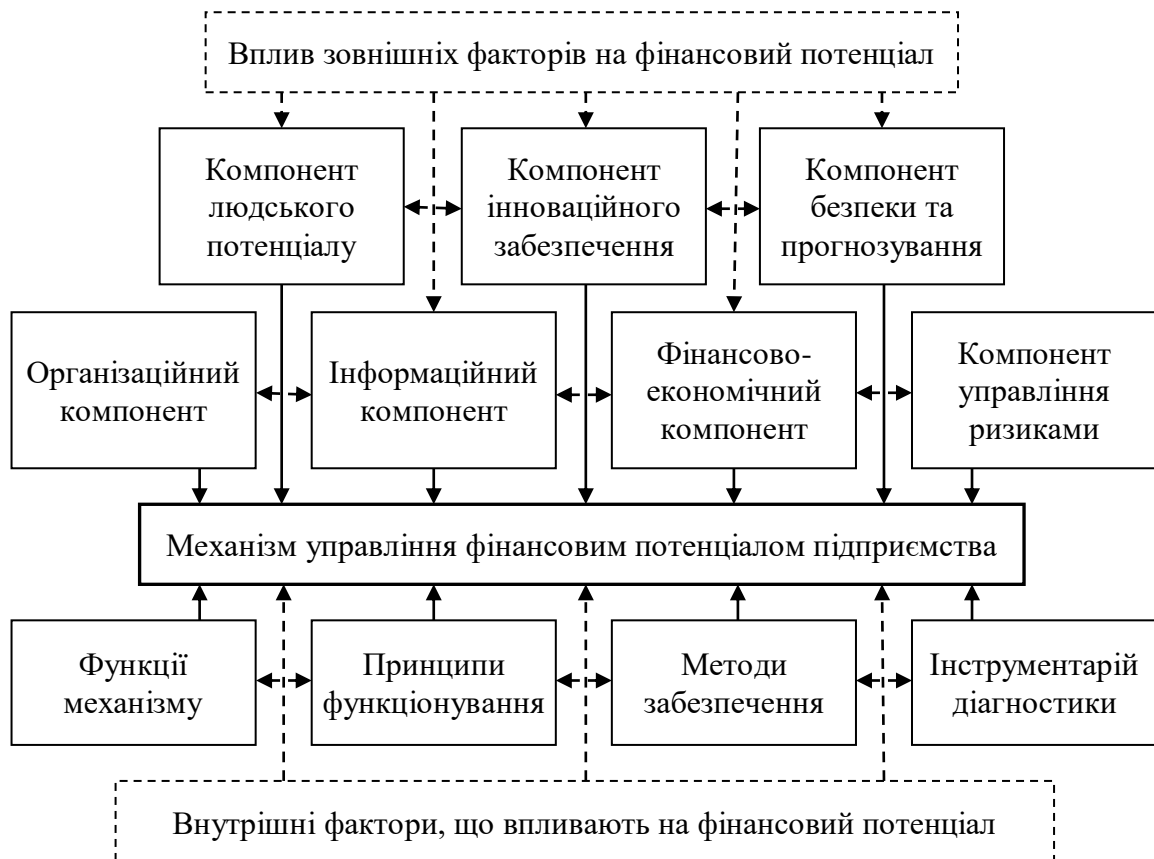 Вплив зовнішніх факторів на фінансовий потенціал
Компонент
людського
потенціалу
Компонент
інноваційного
забезпечення
Компонент
безпеки та
прогнозування
Організаційний
компонент
Інформаційний
компонент
Фінансово-
економічний
компонент
Компонент
управління
ризиками
Механізм управління фінансовим потенціалом підприємства
Функції
механізму
Принципи
функціонування
Методи
забезпечення
Інструментарій
діагностики
Внутрішні фактори, що впливають на фінансовий потенціал